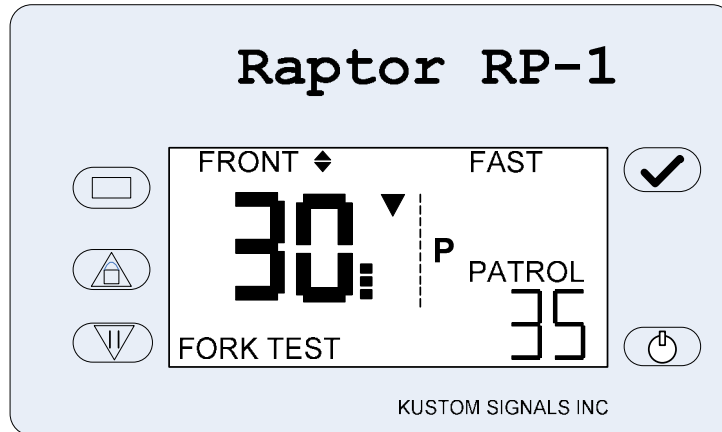 Raptor RP-1
FRONT FAST
30
P
PATROL
35
FORK TEST
KUSTOM SIGNALS INC